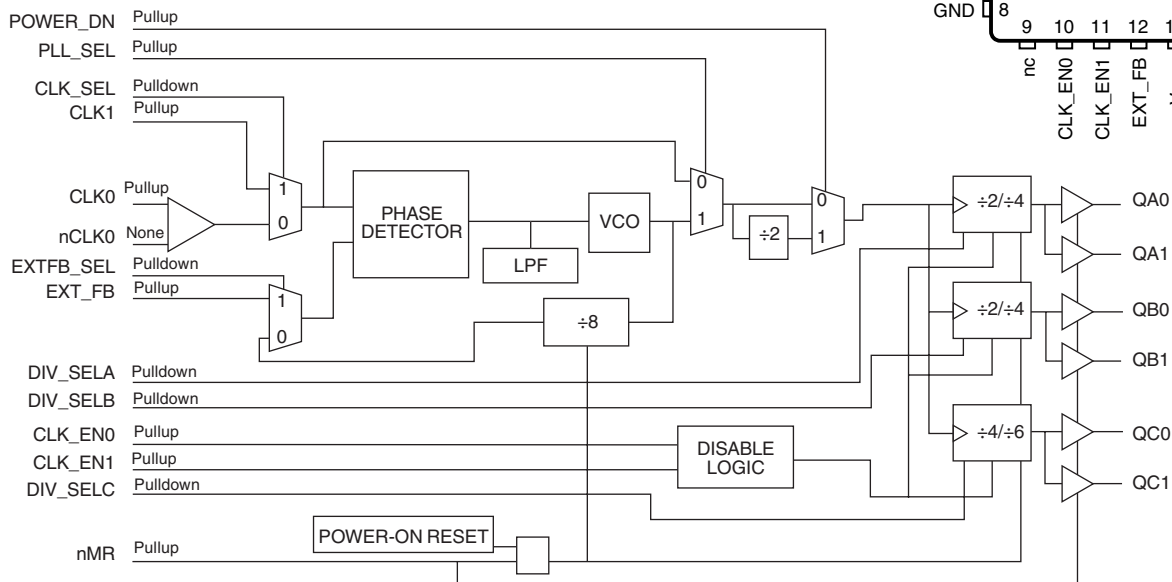 POWER_DN Pullup
PLL_SEL Pullup
CLK_SEL Pulldown
CLK1 Pullup
CLK0 Pullup
nCLK0 None
EXTFB_SEL Pulldown
EXT_FB Pullup
DIV_SELA Pulldown
DIV_SELB Pulldown
CLK_EN0 Pullup
CLK_EN1 Pullup
DIV_SELC Pulldown
nMR Pullup
1
0
1
0
PHASE
DETECTOR
LPF
VCO
÷8
0
1
÷2
0
1
DISABLE
LOGIC
POWER-ON RESET
÷2/÷4
÷2/÷4
÷4/÷6
QA0
QA1
QB0
QB1
QC0
QC1
GND 8
9 10 11 12
nc
CLK_EN0
CLK_EN1
EXT_FB